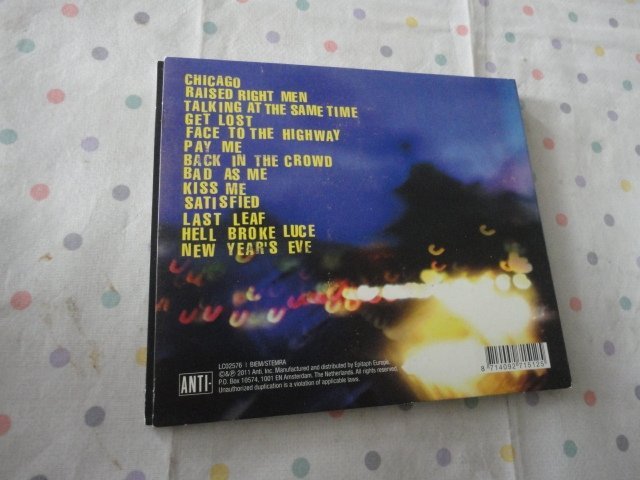 CHICAGO
RAISED RIGHT MEN
TALKING AT THE SAME TIME
GET LOST
FACE TO THE HIGHWAY
PAY ME
BACK IN THE CROWD
BAD AS ME
KISS ME
SATISFIED
LAST LEAF
HELL BROKE LUCE
NEW YEAR'S EVE
ANTI-
LC02576 | BIEM/STEMRA
©&℗ 2011 Anti, Inc. Manufactured and distributed by Epitaph Europe.
P.O. Box 10574, 1001 EN Amsterdam. The Netherlands. All rights reserved.
Unauthorized duplication is a violation of applicable laws.
8 714092 715125